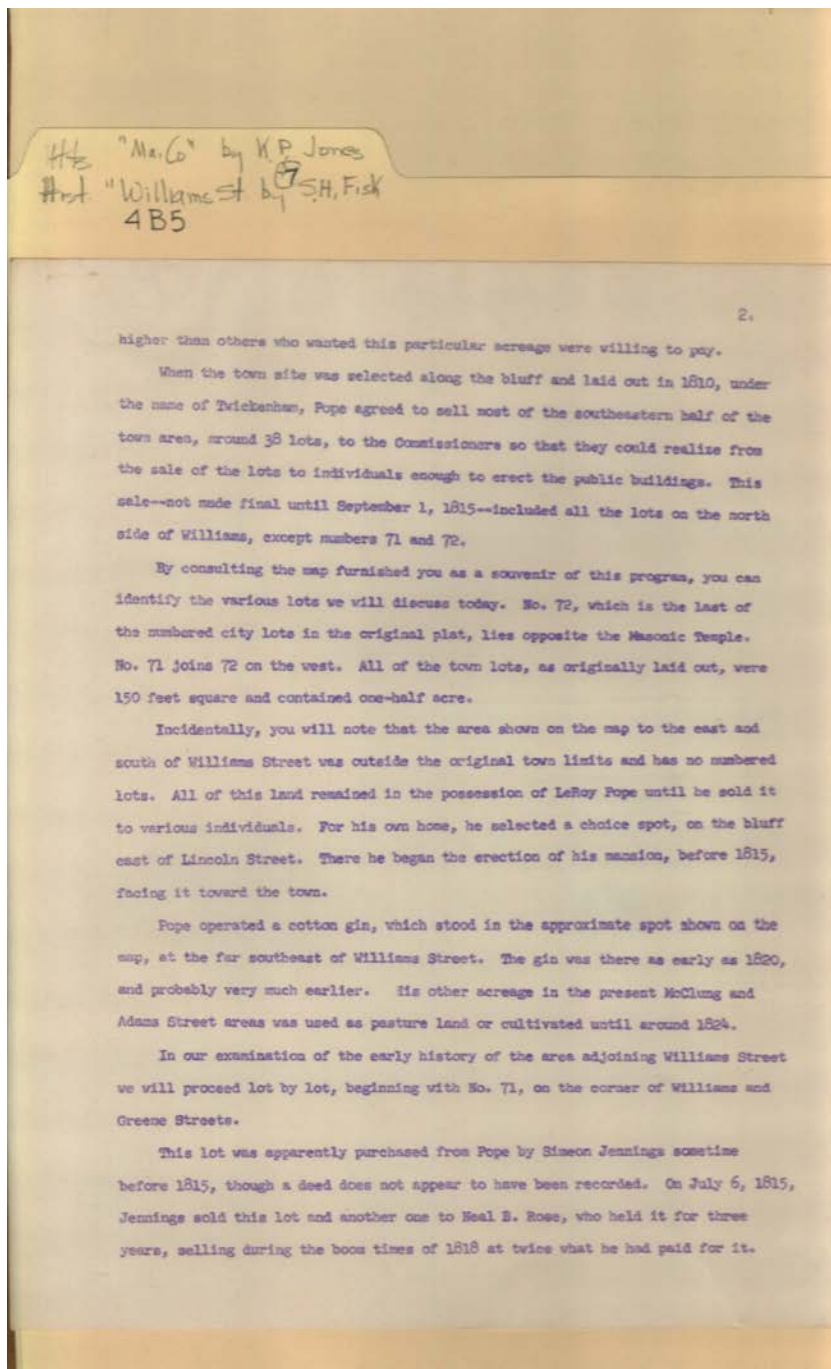 Hts "Ma. Co" by K.P. Jones
Hist "Williams St by S.H. Fisk
7
4B5
2.
higher than others who wanted this particular acreage were willing to pay.
When the town site was selected along the bluff and laid out in 1810, under
the name of Twickenham, Pope agreed to sell most of the southeastern half of the
town area, around 38 lots, to the Commissioners so that they could realize from
the sale of the lots to individuals enough to erect the public buildings. This
sale--not made final until September 1, 1815--included all the lots on the north
side of Williams, except numbers 71 and 72.
By consulting the map furnished you as a souvenir of this program, you can
identify the various lots we will discuss today. No. 72, which is the last of
the numbered city lots in the original plat, lies opposite the Masonic Temple.
No. 71 joins 72 on the west. All of the town lots, as originally laid out, were
150 feet square and contained one-half acre.
Incidentally, you will note that the area shown on the map to the east and
south of Williams Street was outside the original town limits and has no numbered
lots. All of this land remained in the possession of LeRoy Pope until he sold it
to various individuals. For his own home, he selected a choice spot, on the bluff
east of Lincoln Street. There he began the erection of his mansion, before 1815,
facing it toward the town.
Pope operated a cotton gin, which stood in the approximate spot shown on the
map, at the far southeast of Williams Street. The gin was there as early as 1820,
and probably very much earlier. His other acreage in the present McClung and
Adams Street areas was used as pasture land or cultivated until around 1824.
In our examination of the early history of the area adjoining Williams Street
we will proceed lot by lot, beginning with No. 71, on the corner of Williams and
Greene Streets.
This lot was apparently purchased from Pope by Simeon Jennings sometime
before 1815, though a deed does not appear to have been recorded. On July 6, 1815,
Jennings sold this lot and another one to Neal B. Rose, who held it for three
years, selling during the boom times of 1818 at twice what he had paid for it.